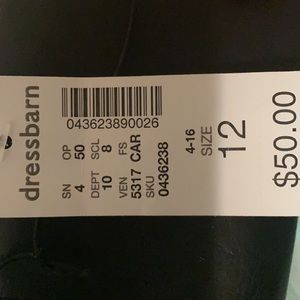 dressbarn
043623890026
SN OP
4 50
DEPT SCL
10 8
VEN FS
5317 CAR
SKU
0436238
4-16
SIZE
12
$50.00